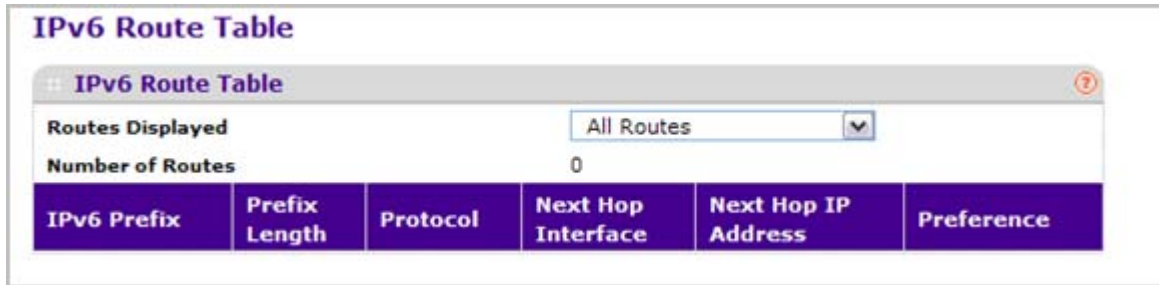 IPv6 Route Table
IPv6 Route Table ?
Routes Displayed All Routes
Number of Routes 0
IPv6 Prefix Prefix Length Protocol Next Hop Interface Next Hop IP Address Preference